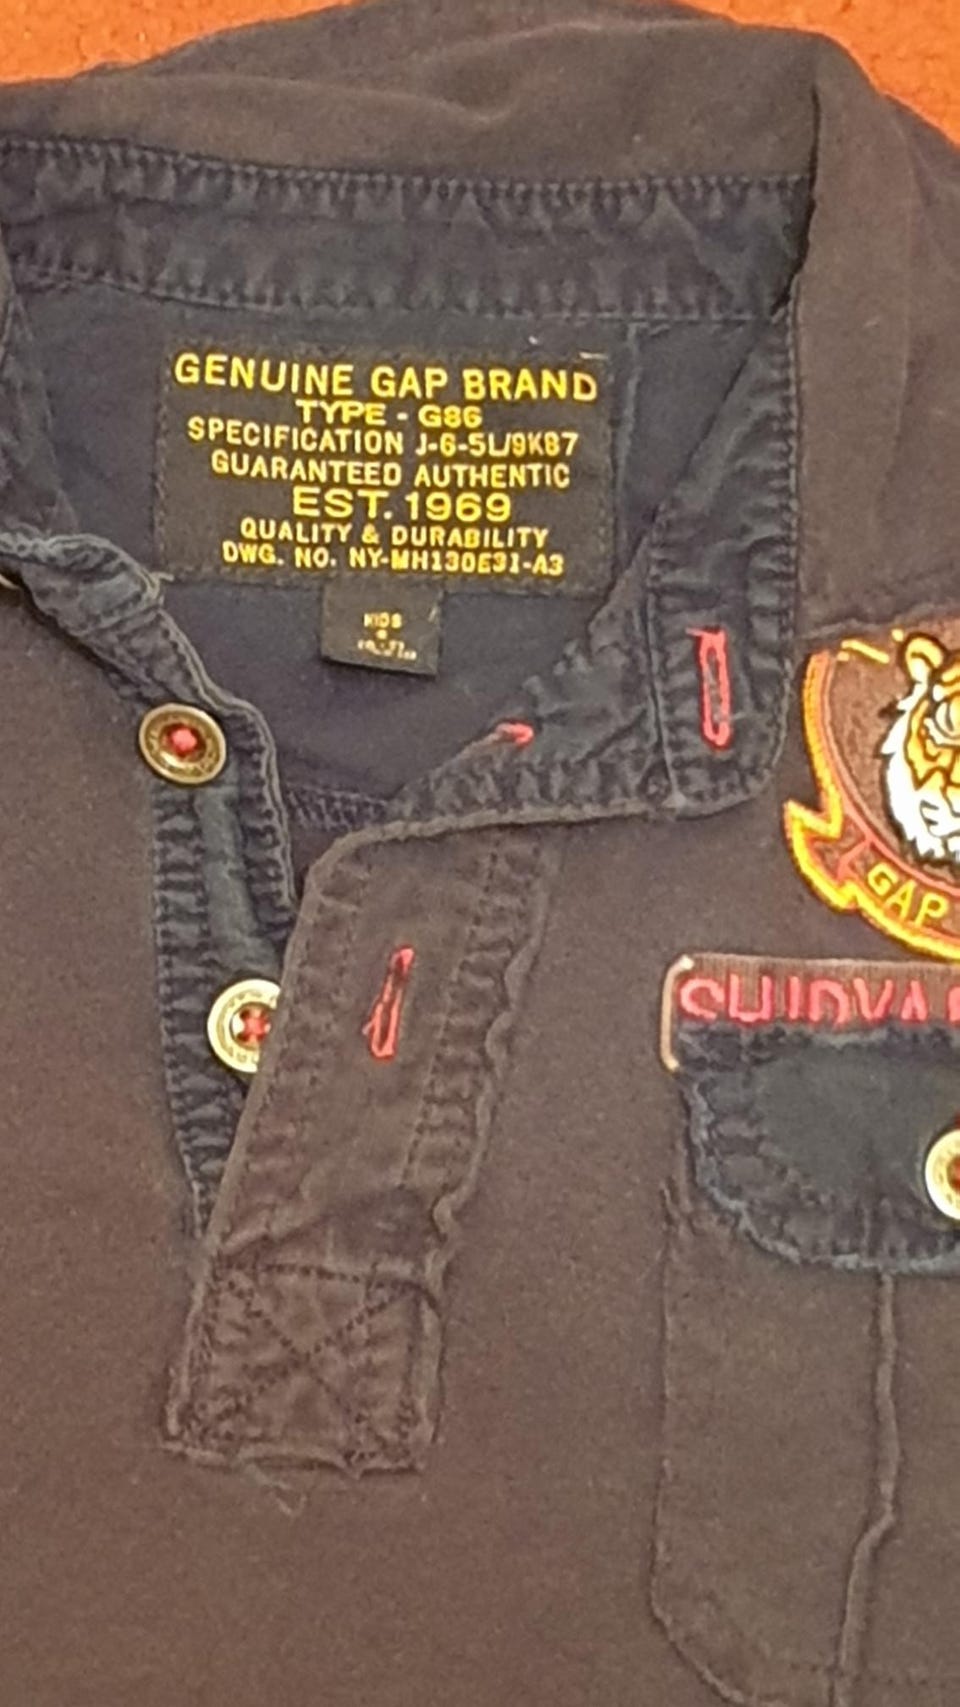 GENUINE GAP BRAND
TYPE - G86
SPECIFICATION J-6-5L/9K87
GUARANTEED AUTHENTIC
EST. 1969
QUALITY & DURABILITY
DWG. NO. NY-MH130E31-A3
KIDS
GAP